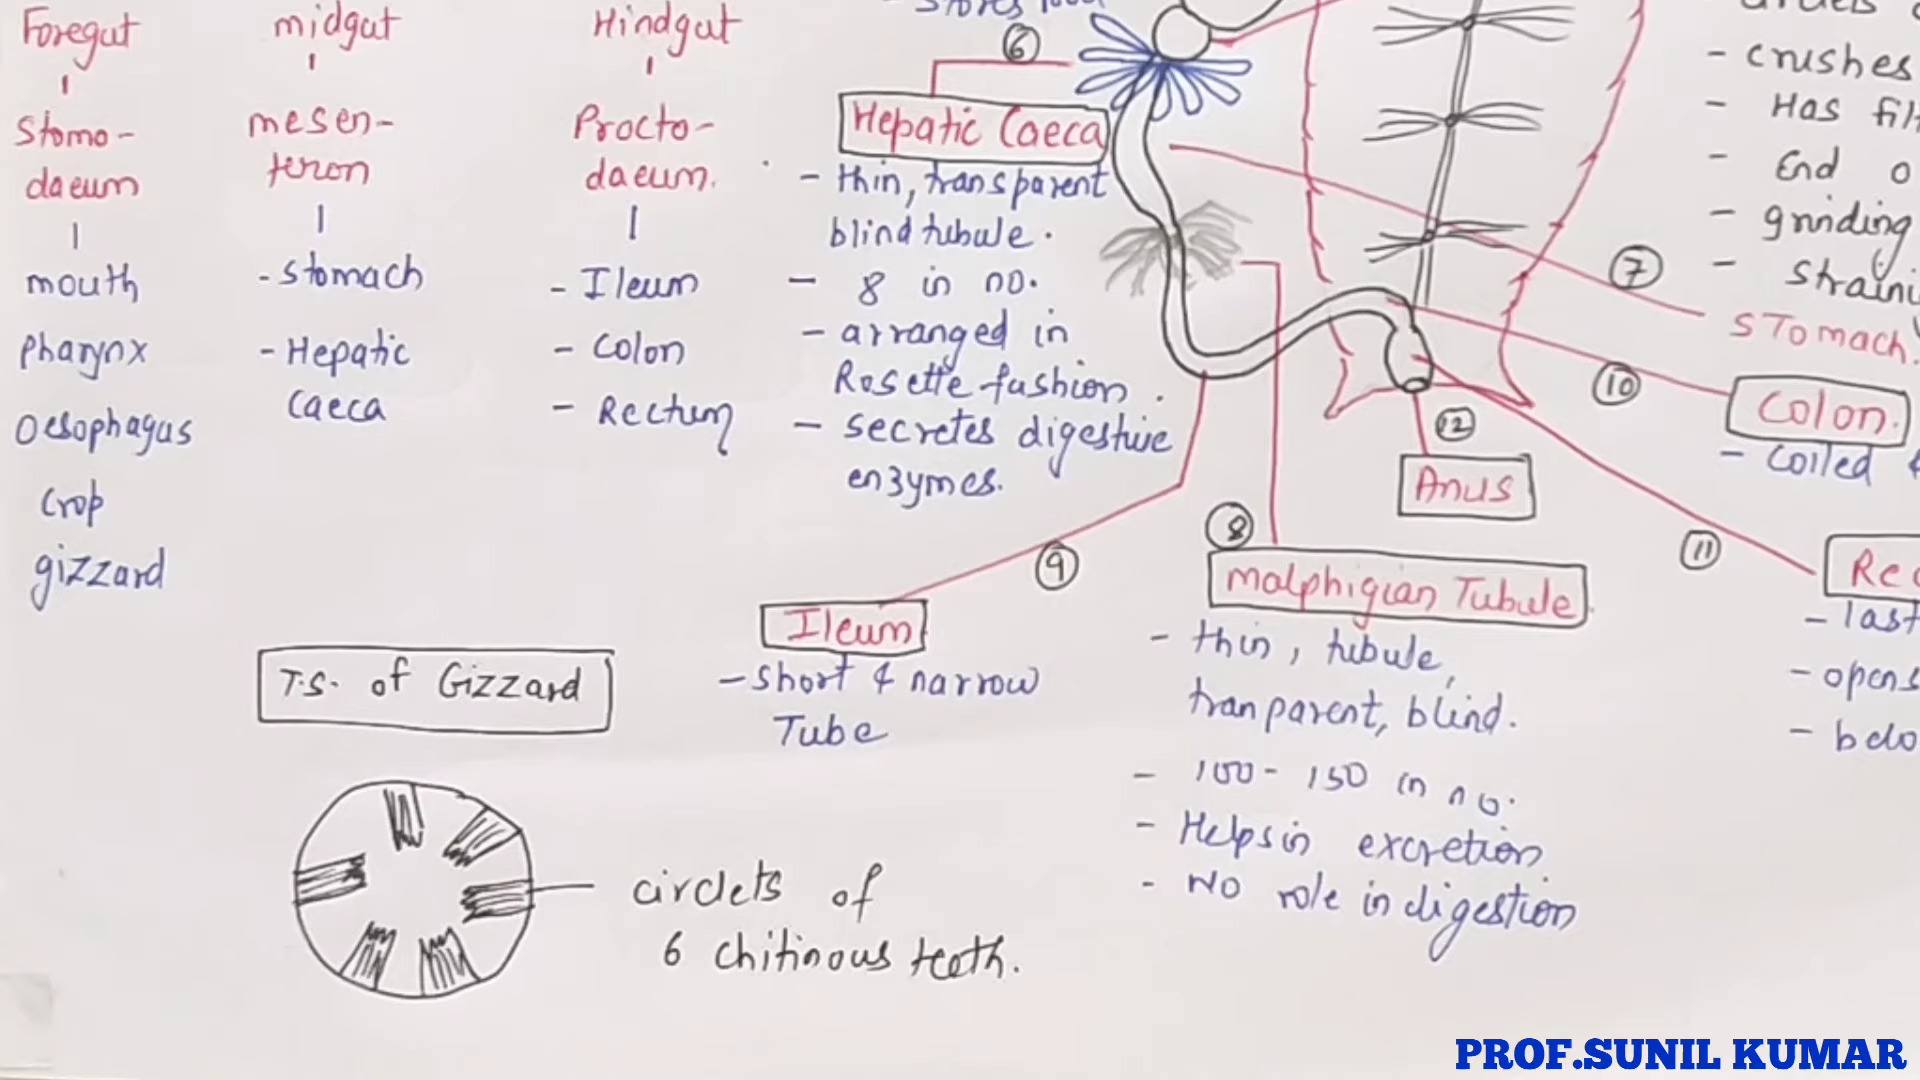 Foregut
Stomo-
daeum
mouth
Pharynx
Oesophagus
Crop
gizzard
midgut
mesen-
teron
- Stomach
- Hepatic
Caeca
Hindgut
Procto-
daeum.
- Ileum
- Colon
- Rectum
- Stores food
6
Hepatic Caeca
- thin, transparent
blind tubule.
- 8 in no.
- arranged in
Rosette fashion.
- secretes digestive
enzymes.
9
Ileum
- short & narrow
Tube
8
malphigian Tubule.
- thin, tubule,
tranparent, blind.
- 100-150 in no.
- Helps in excretion
- No role in digestion
12
Anus
- crushes
- Has
- End
- grinding
-
7
STomach.
10
Colon.
- coiled
11
- last
- opens
-
T.S. of Gizzard
circlets of
6 chitinous teeth.
PROF.SUNIL KUMAR